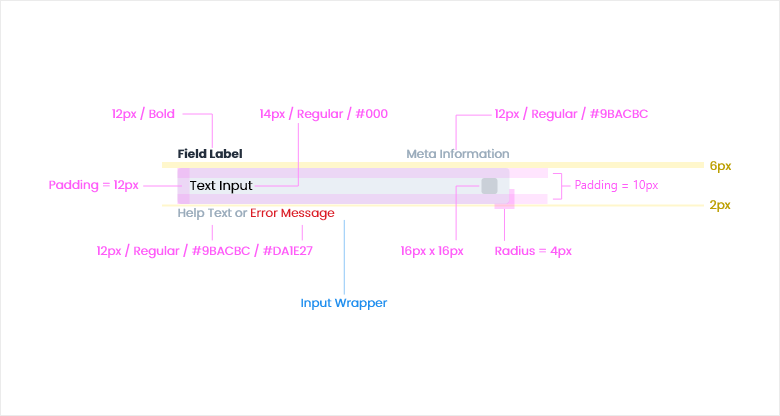 12px / Bold
14px / Regular / #000
12px / Regular / #9BACBC
Field Label
Meta Information
6px
Padding = 12px
Text Input
Padding = 10px
2px
Help Text or Error Message
12px / Regular / #9BACBC / #DA1E27
16px x 16px
Radius = 4px
Input Wrapper